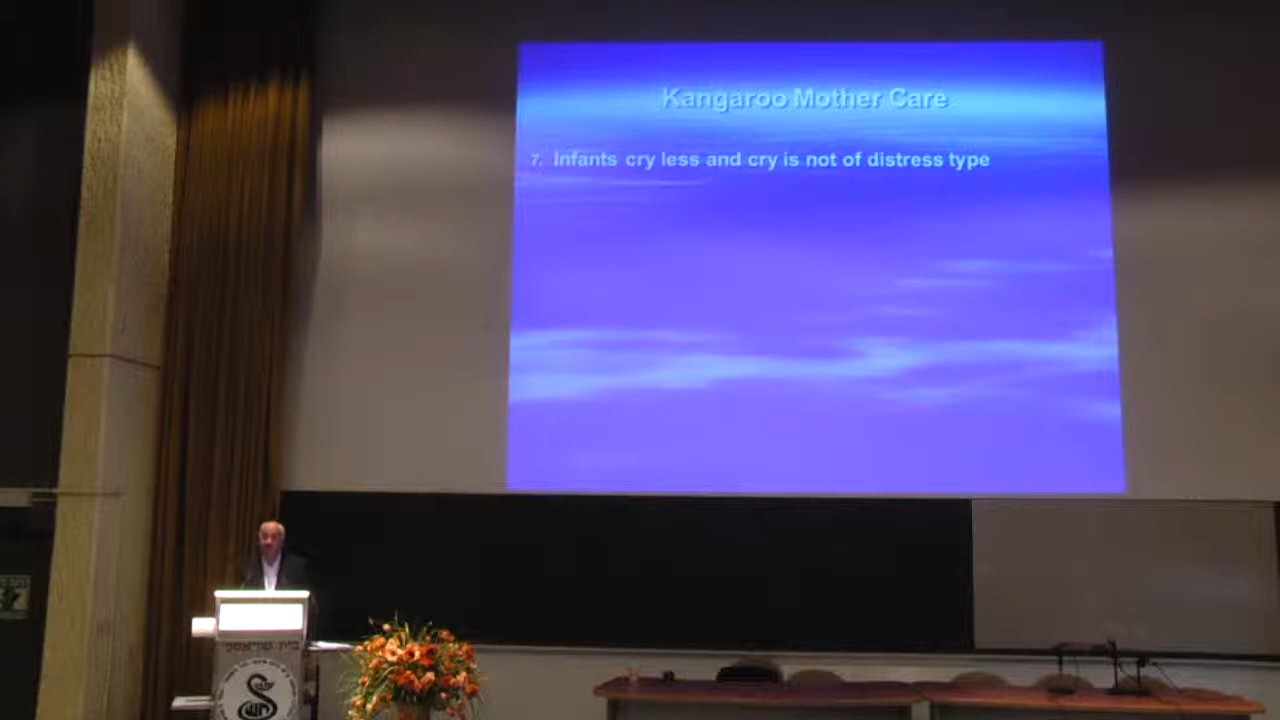 Kangaroo Mother Care
7. Infants cry less and cry is not of distress type